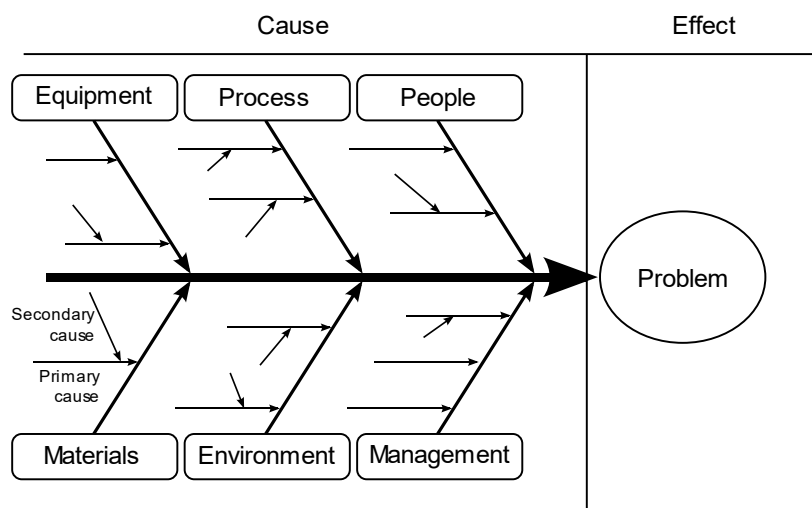 Cause
Effect
Equipment
Process
People
Problem
Secondary
cause
Primary
cause
Materials
Environment
Management